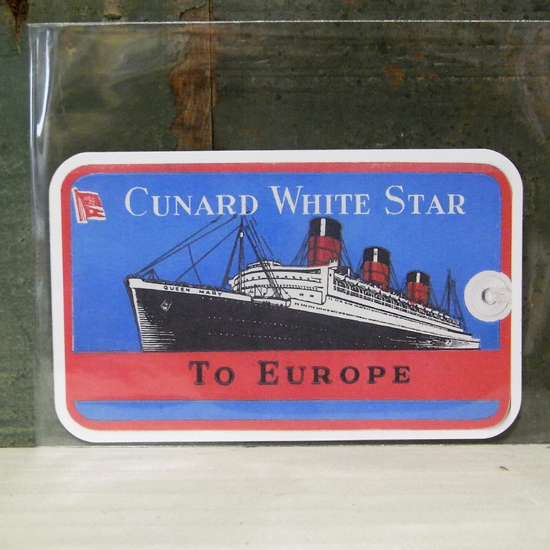 CUNARD WHITE STAR
QUEEN MARY
TO EUROPE